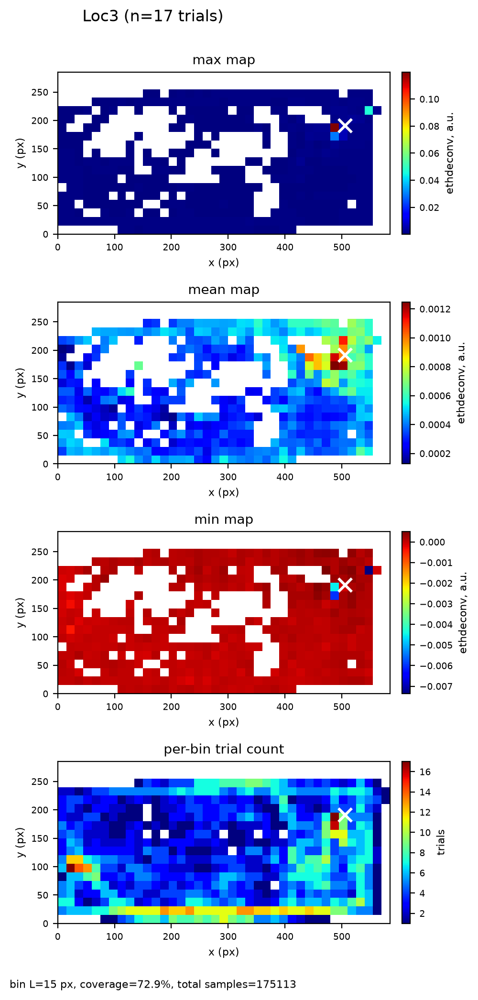 Loc3 (n=17 trials)
max map
250
200
150
100
50
0
y (px)
0 100 200 300 400 500
x (px)
0.10
0.08
0.06
0.04
0.02
ethdeconv, a.u.
mean map
250
200
150
100
50
0
y (px)
0 100 200 300 400 500
x (px)
0.0012
0.0010
0.0008
0.0006
0.0004
0.0002
ethdeconv, a.u.
min map
250
200
150
100
50
0
y (px)
0 100 200 300 400 500
x (px)
0.000
−0.001
−0.002
−0.003
−0.004
−0.005
−0.006
−0.007
ethdeconv, a.u.
per-bin trial count
250
200
150
100
50
0
y (px)
0 100 200 300 400 500
x (px)
16
14
12
10
8
6
4
2
trials
bin L=15 px, coverage=72.9%, total samples=175113